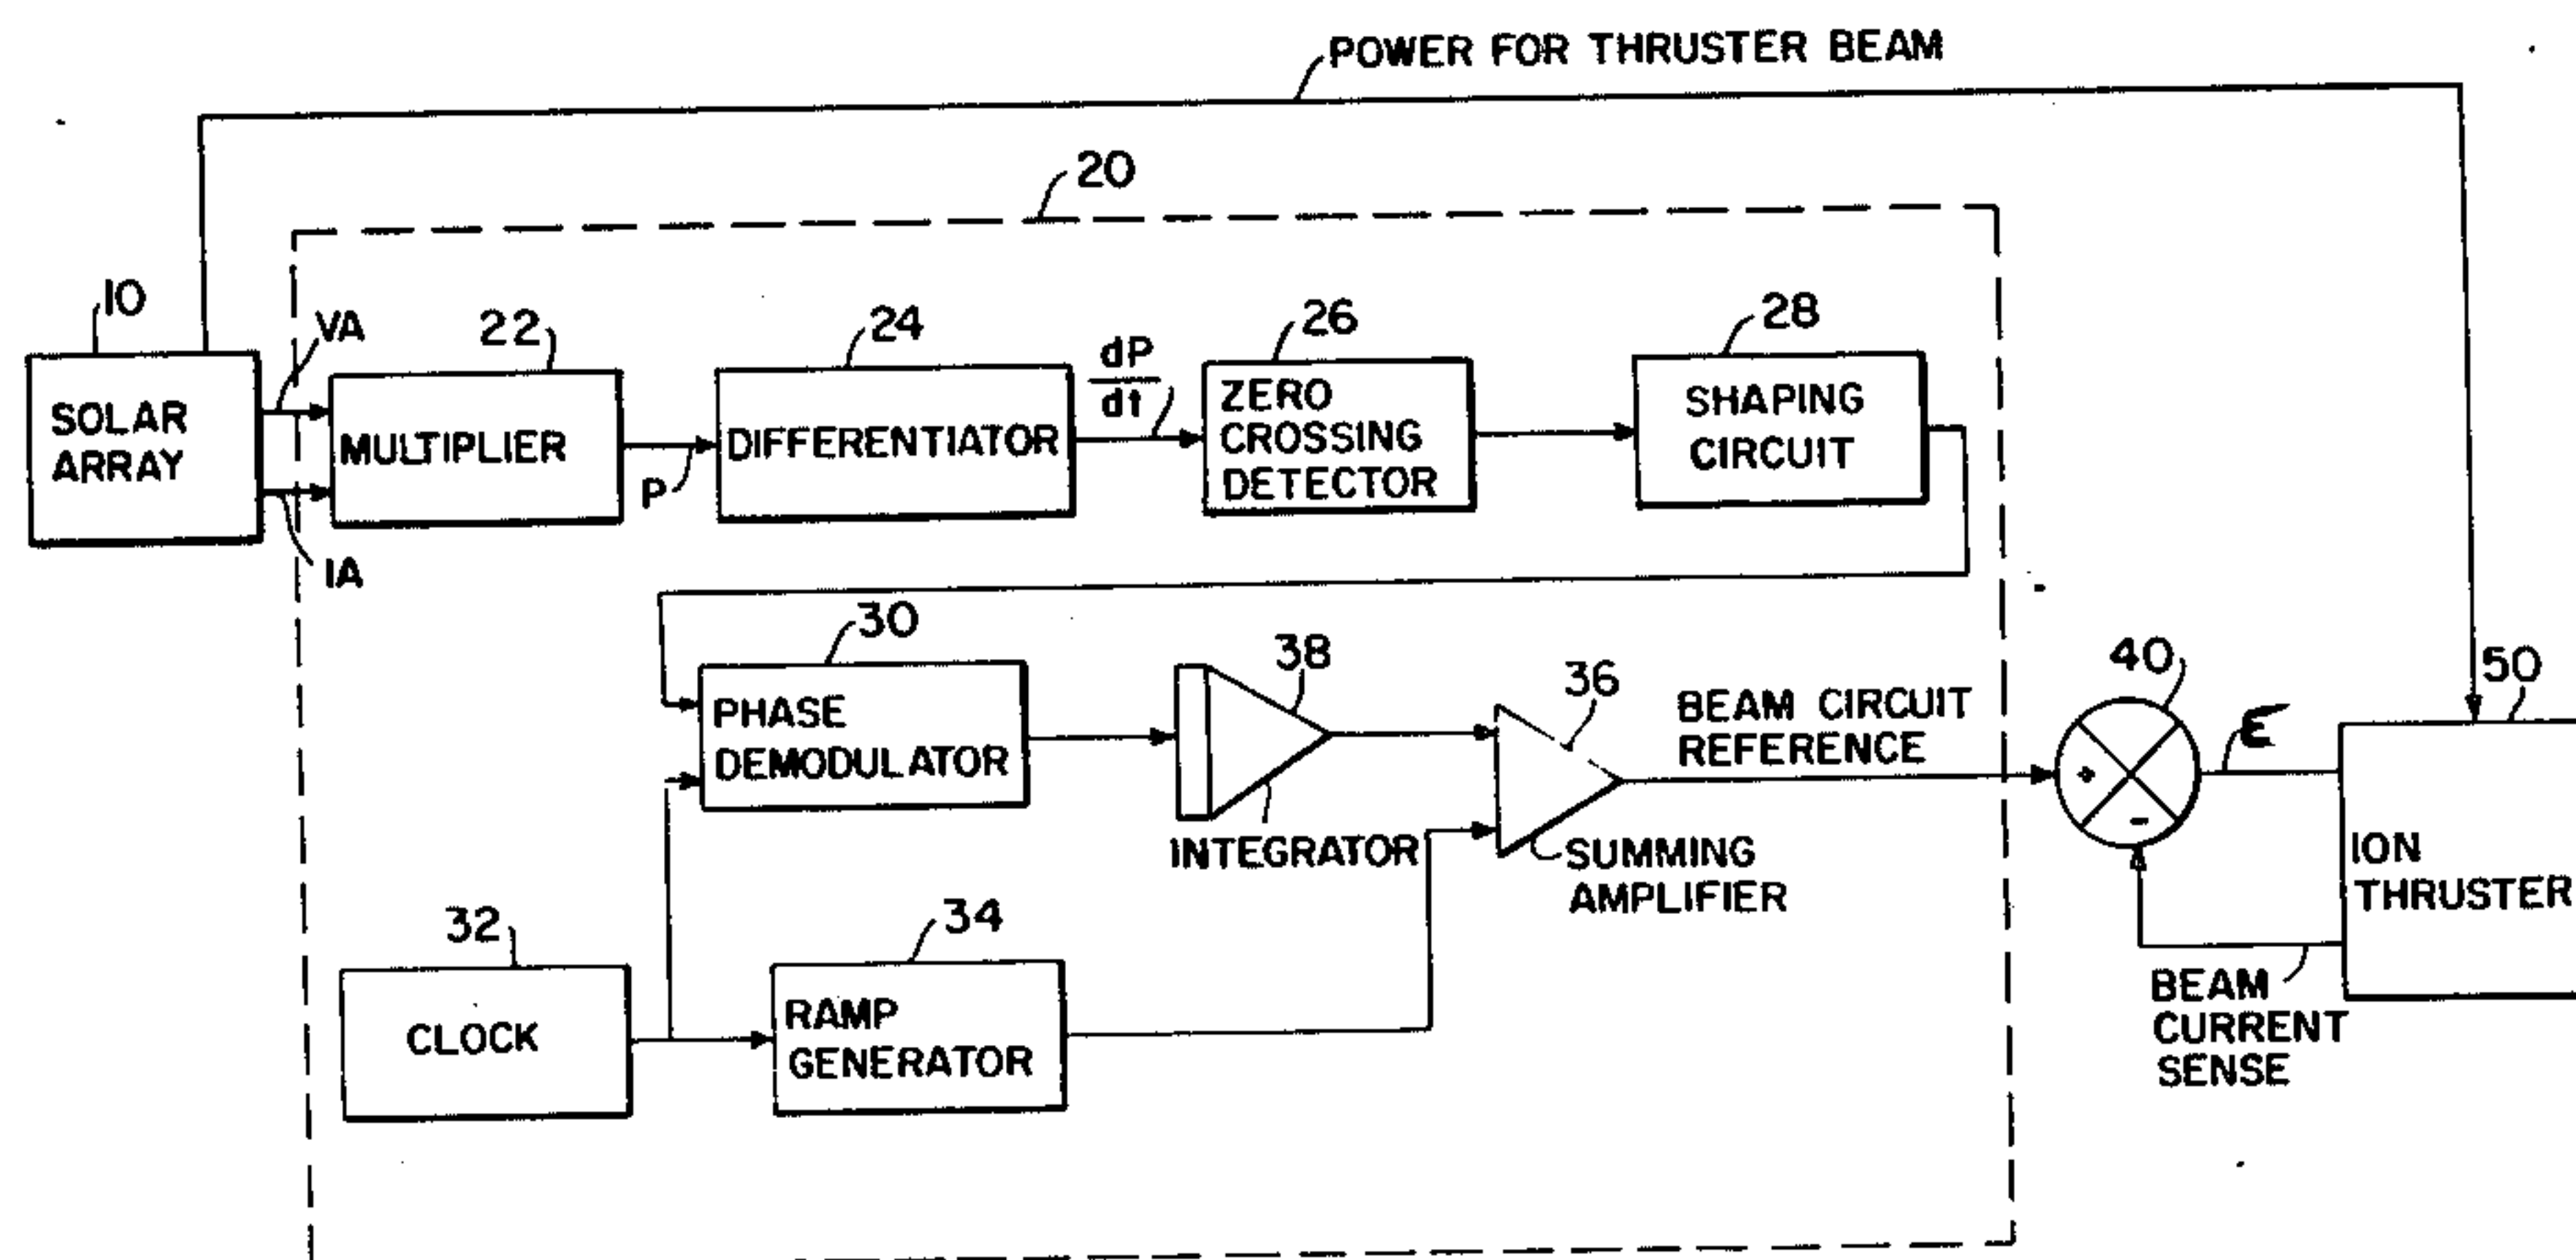 POWER FOR THRUSTER BEAM
20
10
VA
22
24
dP
dt
26
28
SOLAR
ARRAY
MULTIPLIER
P
DIFFERENTIATOR
ZERO
CROSSING
DETECTOR
SHAPING
CIRCUIT
IA
30
38
36
40
50
PHASE
DEMODULATOR
INTEGRATOR
SUMMING
AMPLIFIER
BEAM CIRCUIT
REFERENCE
+
-
ε
ION
THRUSTER
32
34
CLOCK
RAMP
GENERATOR
BEAM
CURRENT
SENSE